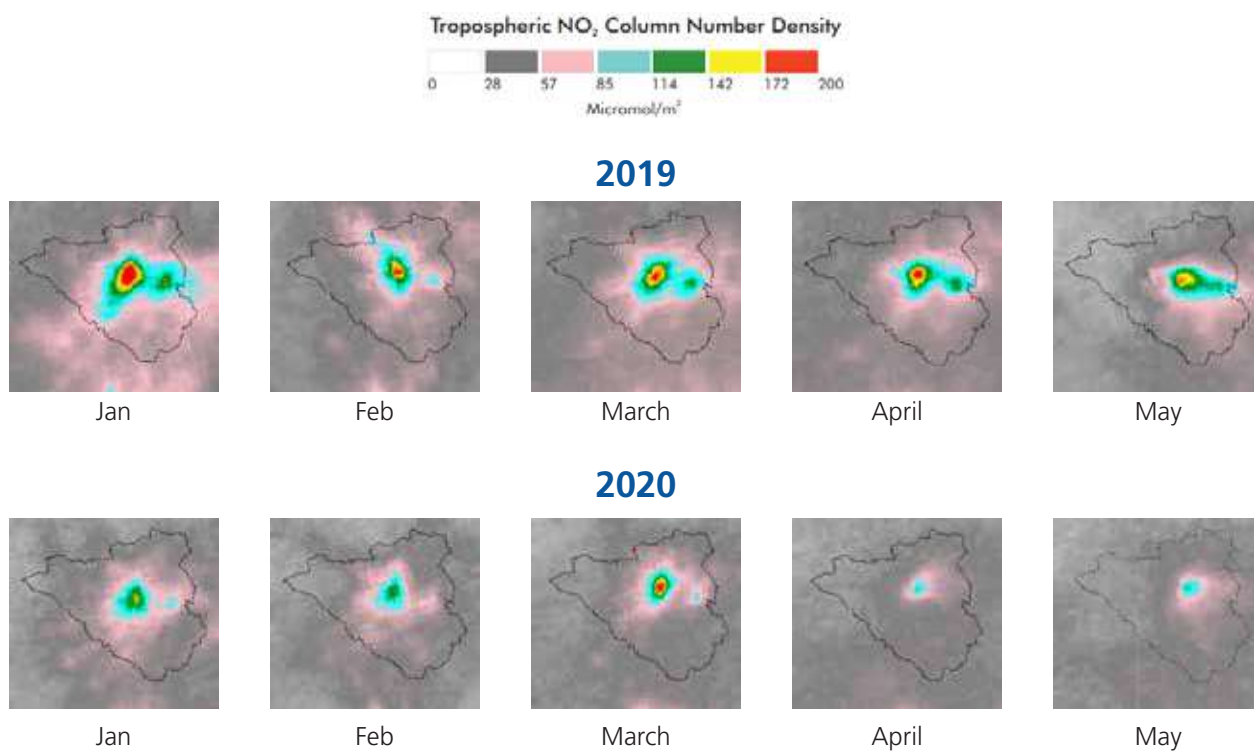 Tropospheric NO₂ Column Number Density
0 28 57 85 114 142 172 200
Micromol/m²
2019
Jan Feb March April May
2020
Jan Feb March April May